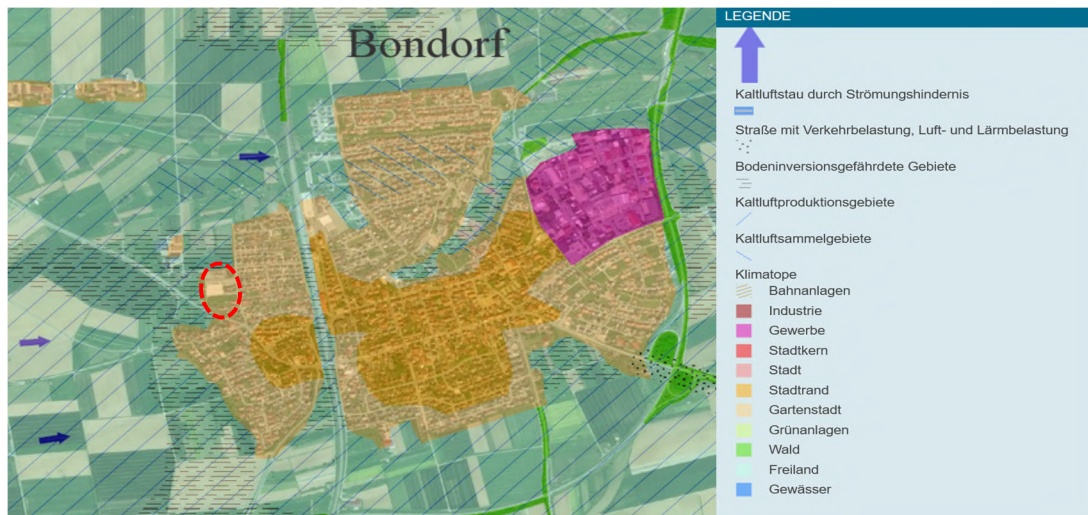 Bondorf
LEGENDE
Kaltluftstau durch Strömungshindernis
Straße mit Verkehrbelastung, Luft- und Lärmbelastung
Bodeninversionsgefährdete Gebiete
Kaltluftproduktionsgebiete
Kaltluftsammelgebiete
Klimatope
Bahnanlagen
Industrie
Gewerbe
Stadtkern
Stadt
Stadtrand
Gartenstadt
Grünanlagen
Wald
Freiland
Gewässer